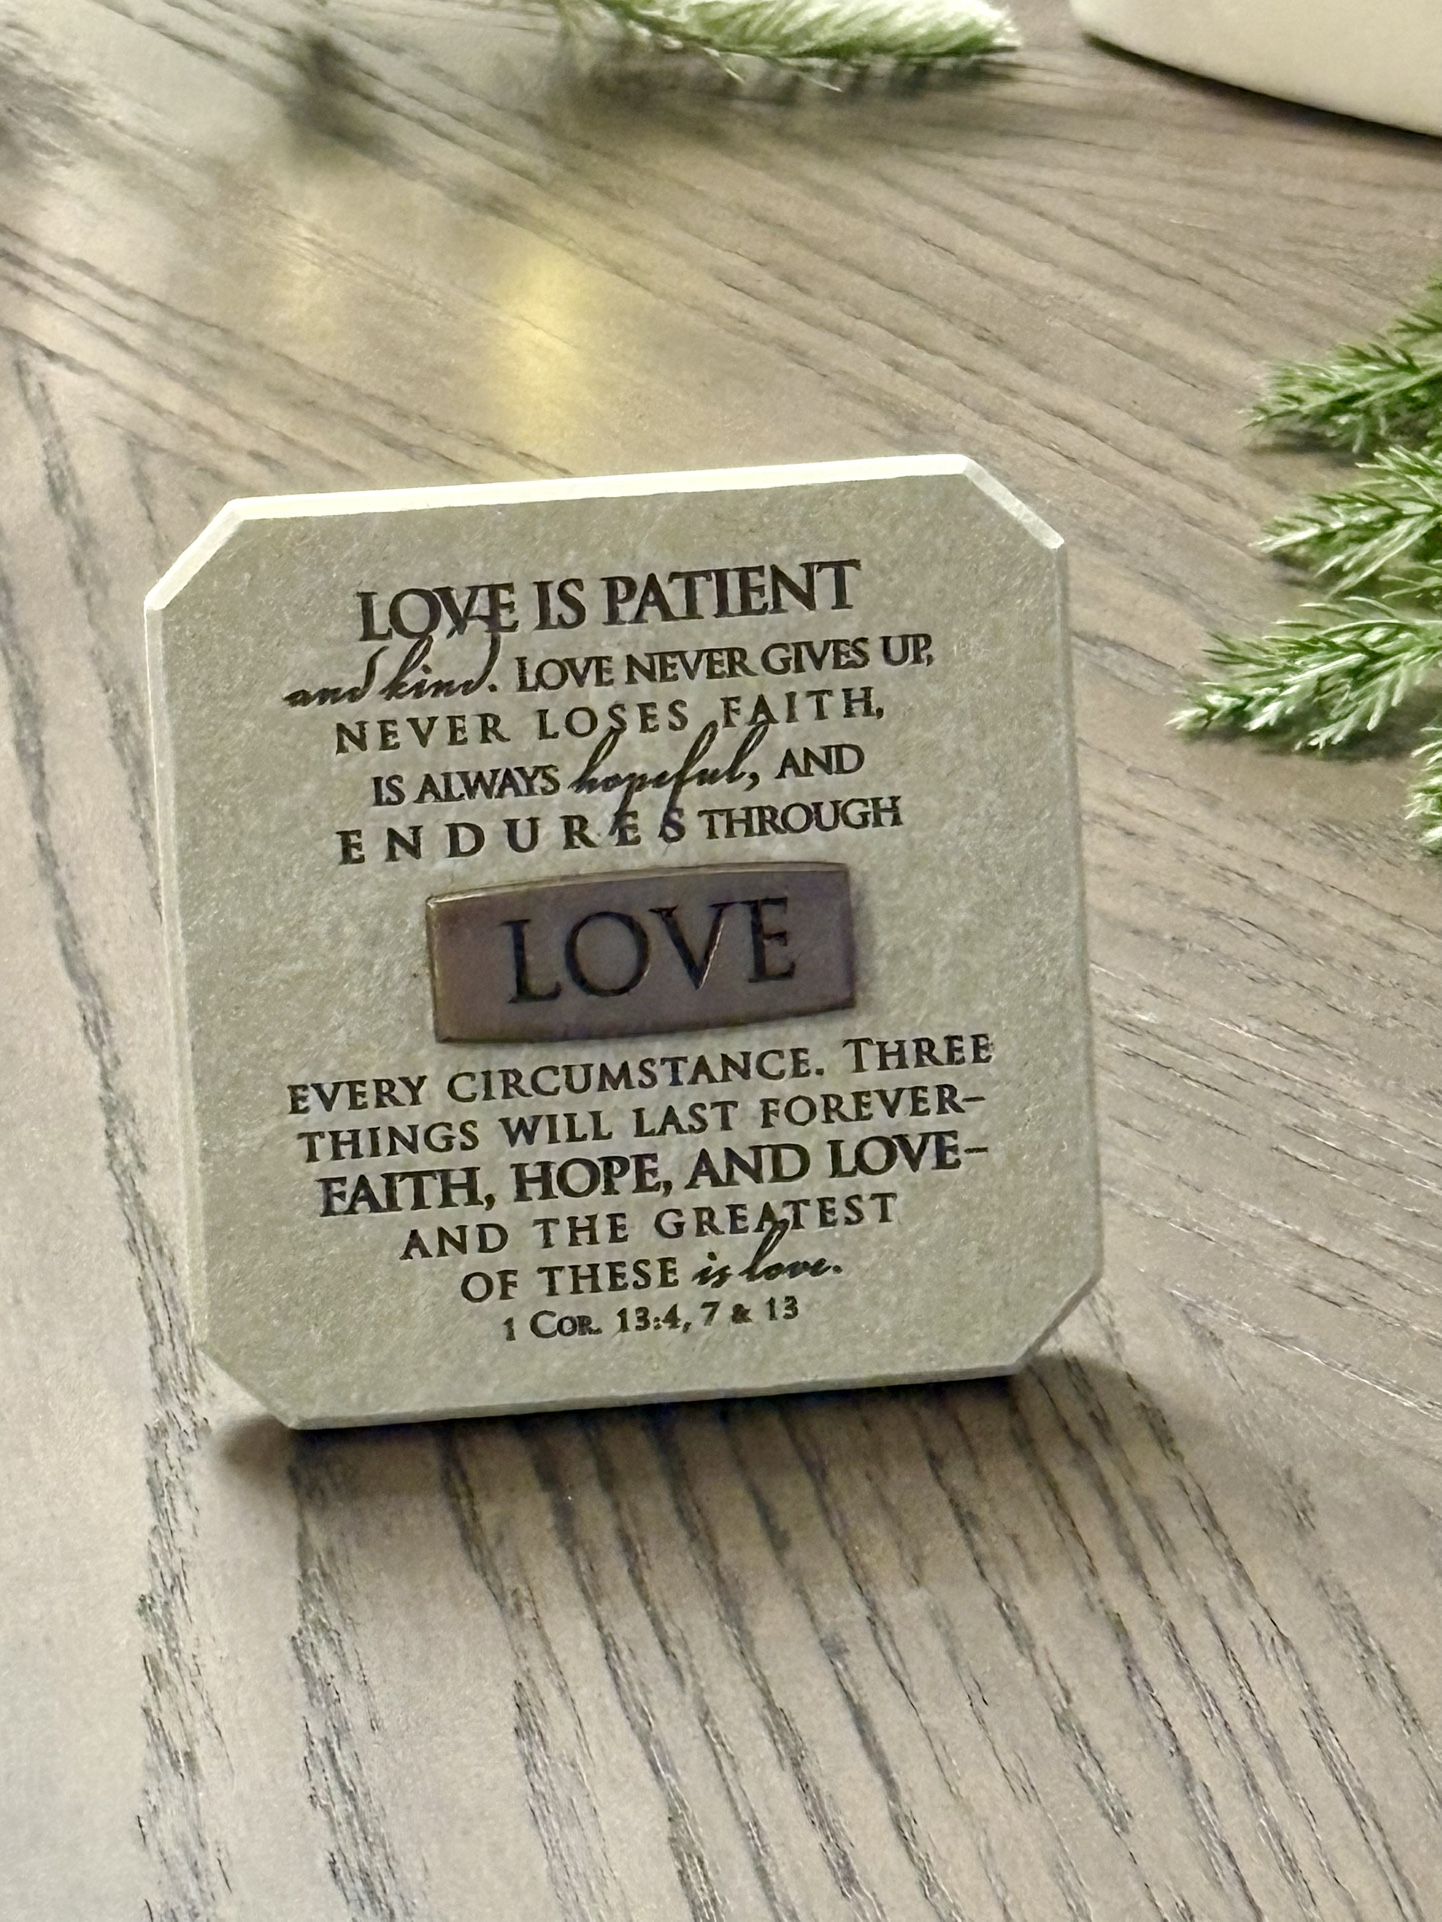 LOVE IS PATIENT
and kind. LOVE NEVER GIVES UP,
NEVER LOSES FAITH,
IS ALWAYS hopeful, AND
ENDURES THROUGH
LOVE
EVERY CIRCUMSTANCE. THREE
THINGS WILL LAST FOREVER–
FAITH, HOPE, AND LOVE–
AND THE GREATEST
OF THESE is love.
1 COR. 13:4, 7 & 13